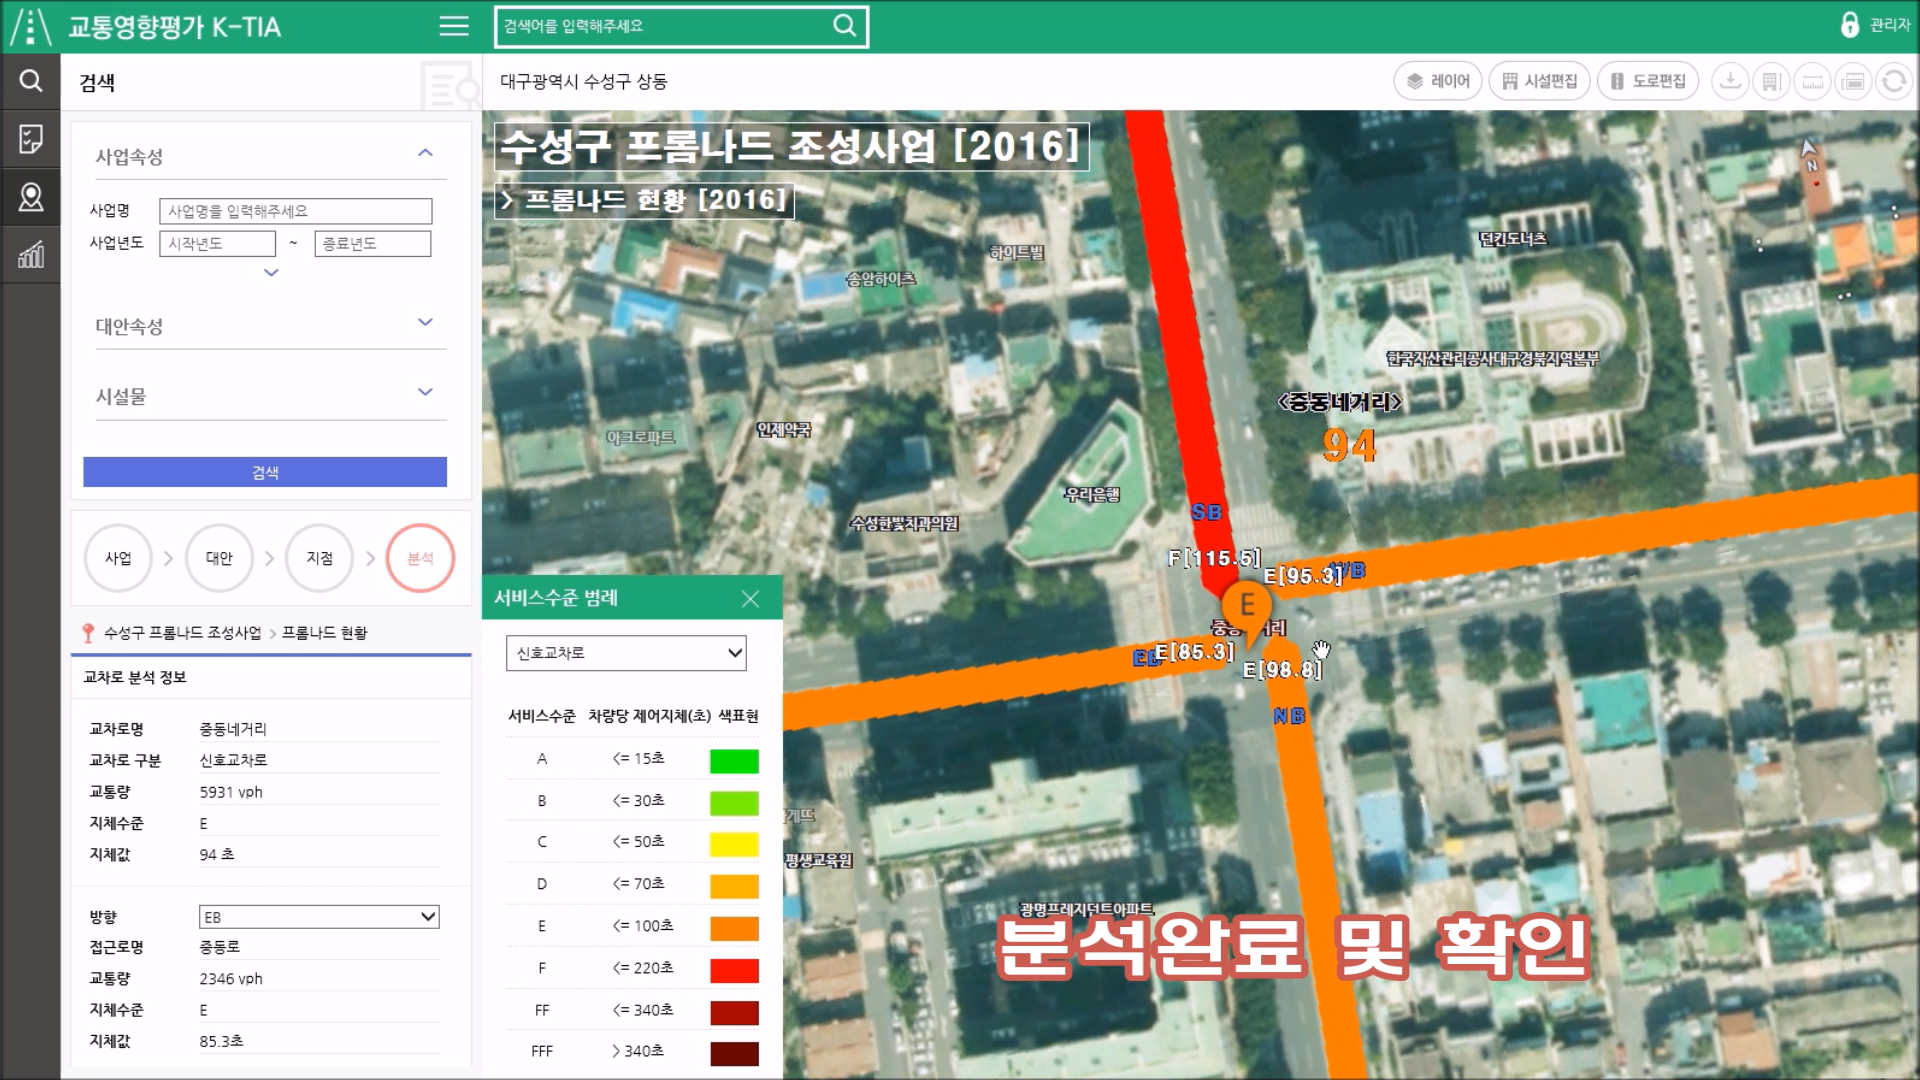 교통영향평가 K-TIA
검색어를 입력해주세요
관리자
검색
대구광역시 수성구 상동
레이어
시설편집
도로편집
사업속성
사업명
사업명을 입력해주세요
사업년도
시작년도
~
종료년도
대안속성
시설물
검색
사업
대안
지점
분석
수성구 프롬나드 조성사업 > 프롬나드 현황
교차로 분석 정보
교차로명 중동네거리
교차로 구분 신호교차로
교통량 5931 vph
지체수준 E
지체값 94 초
방향 EB
접근로명 중동로
교통량 2346 vph
지체수준 E
지체값 85.3초
서비스수준 범례
신호교차로
서비스수준 차량당 제어지체(초) 색표현
A <= 15초
B <= 30초
C <= 50초
D <= 70초
E <= 100초
F <= 220초
FF <= 340초
FFF > 340초
수성구 프롬나드 조성사업 [2016]
> 프롬나드 현황 [2016]
N
하이트빌
송암하이츠
던킨도너츠
한국자산관리공사대구경북지역본부
<중동네거리>
94
아크로파트
인제약국
우리은행
수성한빛치과의원
SB
F[115.5]
E[95.3]
WB
E
EB
E[85.3]
E[98.8]
NB
평생교육원
광명프레지던트아파트
분석완료 및 확인